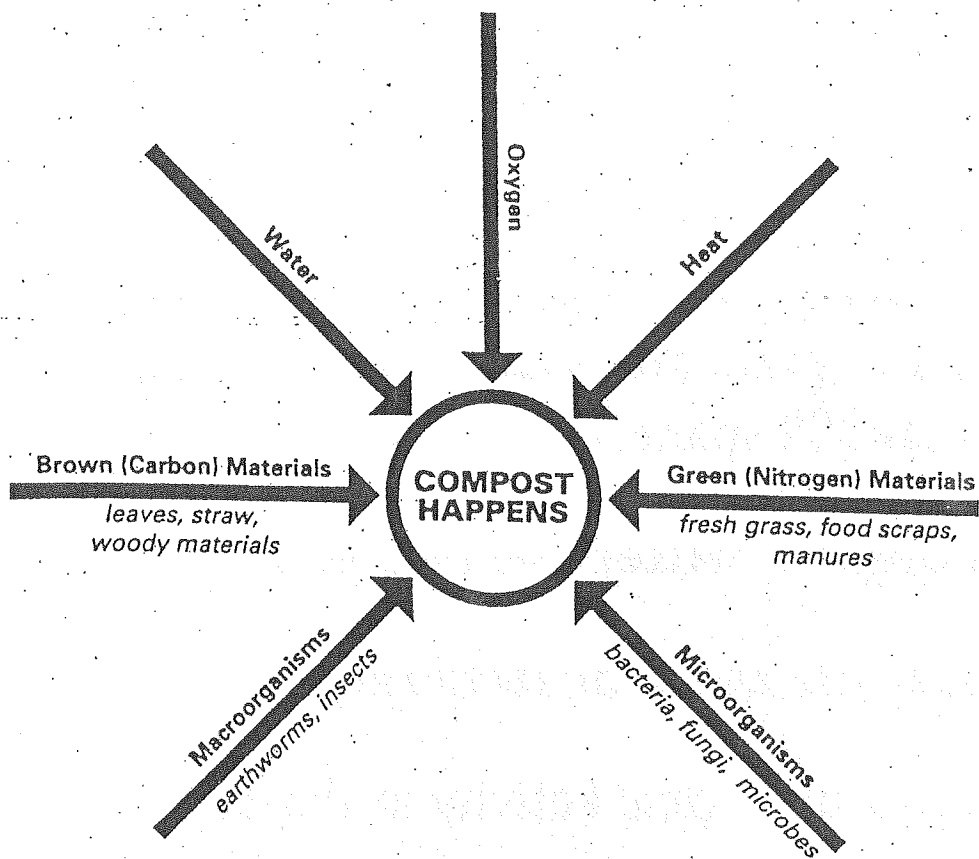 Oxygen
Water
Heat
Brown (Carbon) Materials
leaves, straw,
woody materials
COMPOST
HAPPENS
Green (Nitrogen) Materials
fresh grass, food scraps,
manures
Macroorganisms
earthworms, insects
Microorganisms
bacteria, fungi, microbes